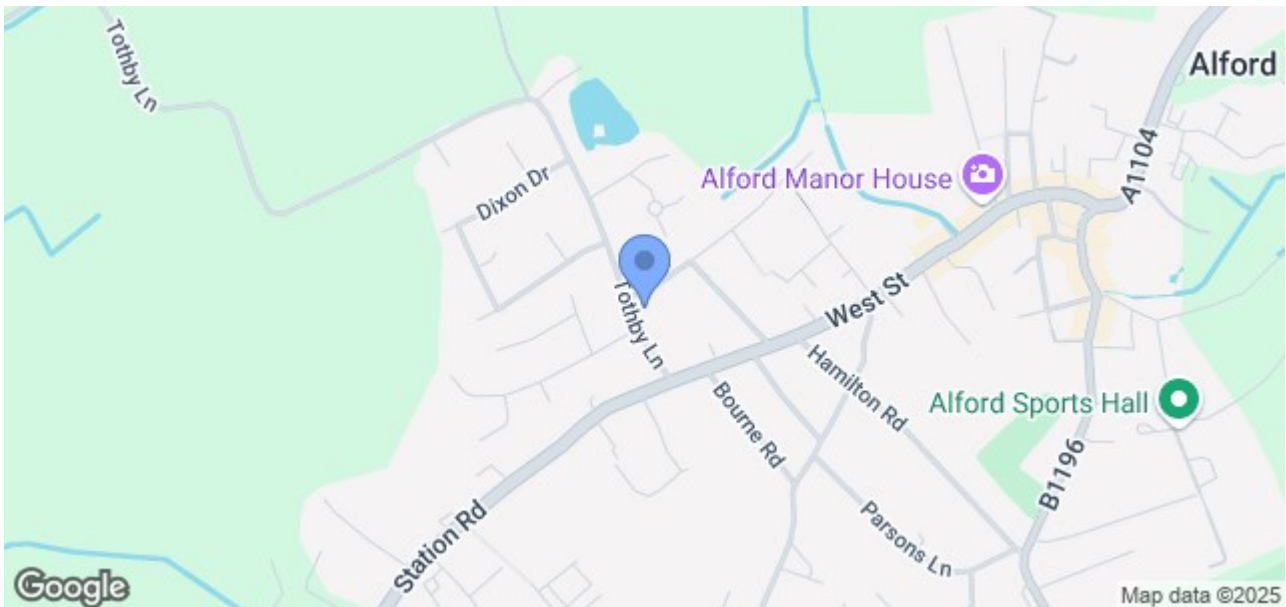 Tothby Ln
Alford
A1104
Alford Manor House
Dixon Dr
Tothby Ln
West St
Hamilton Rd
Alford Sports Hall
Bourne Rd
B1196
Station Rd
Parsons Ln
Google
Map data ©2025